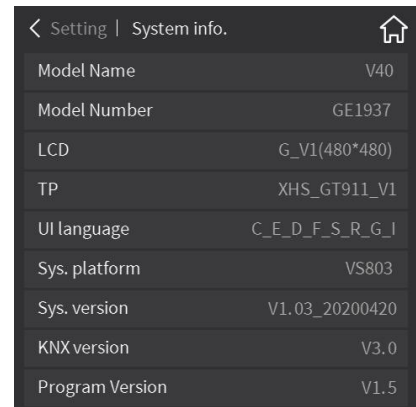 Setting | System info.
Model Name V40
Model Number GE1937
LCD G_V1(480*480)
TP XHS_GT911_V1
UI language C_E_D_F_S_R_G_I
Sys. platform VS803
Sys. version V1.03_20200420
KNX version V3.0
Program Version V1.5